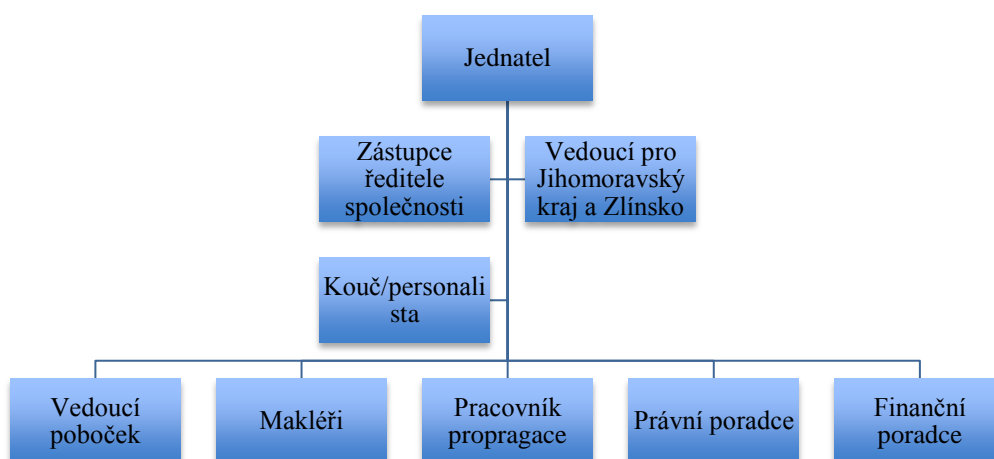 Jednatel
Zástupce
ředitele
společnosti
Vedoucí pro
Jihomoravský
kraj a Zlínsko
Kouč/personali
sta
Vedoucí
poboček
Makléři
Pracovník
propragace
Právní poradce
Finanční
poradce